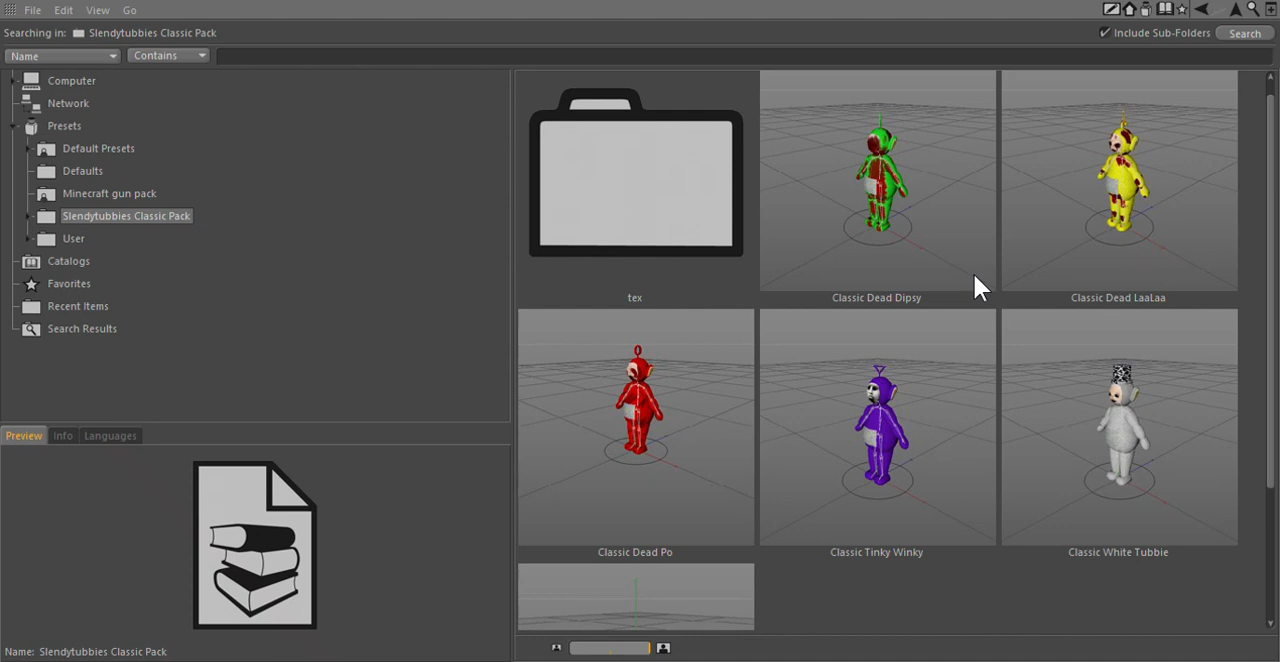 File Edit View Go
Searching in: Slendytubbies Classic Pack
Include Sub-Folders Search
Name Contains
Computer
Network
Presets
Default Presets
Defaults
Minecraft gun pack
Slendytubbies Classic Pack
User
Catalogs
Favorites
Recent Items
Search Results
tex
Classic Dead Dipsy
Classic Dead LaaLaa
Classic Dead Po
Classic Tinky Winky
Classic White Tubbie
Preview Info Languages
Name: Slendytubbies Classic Pack